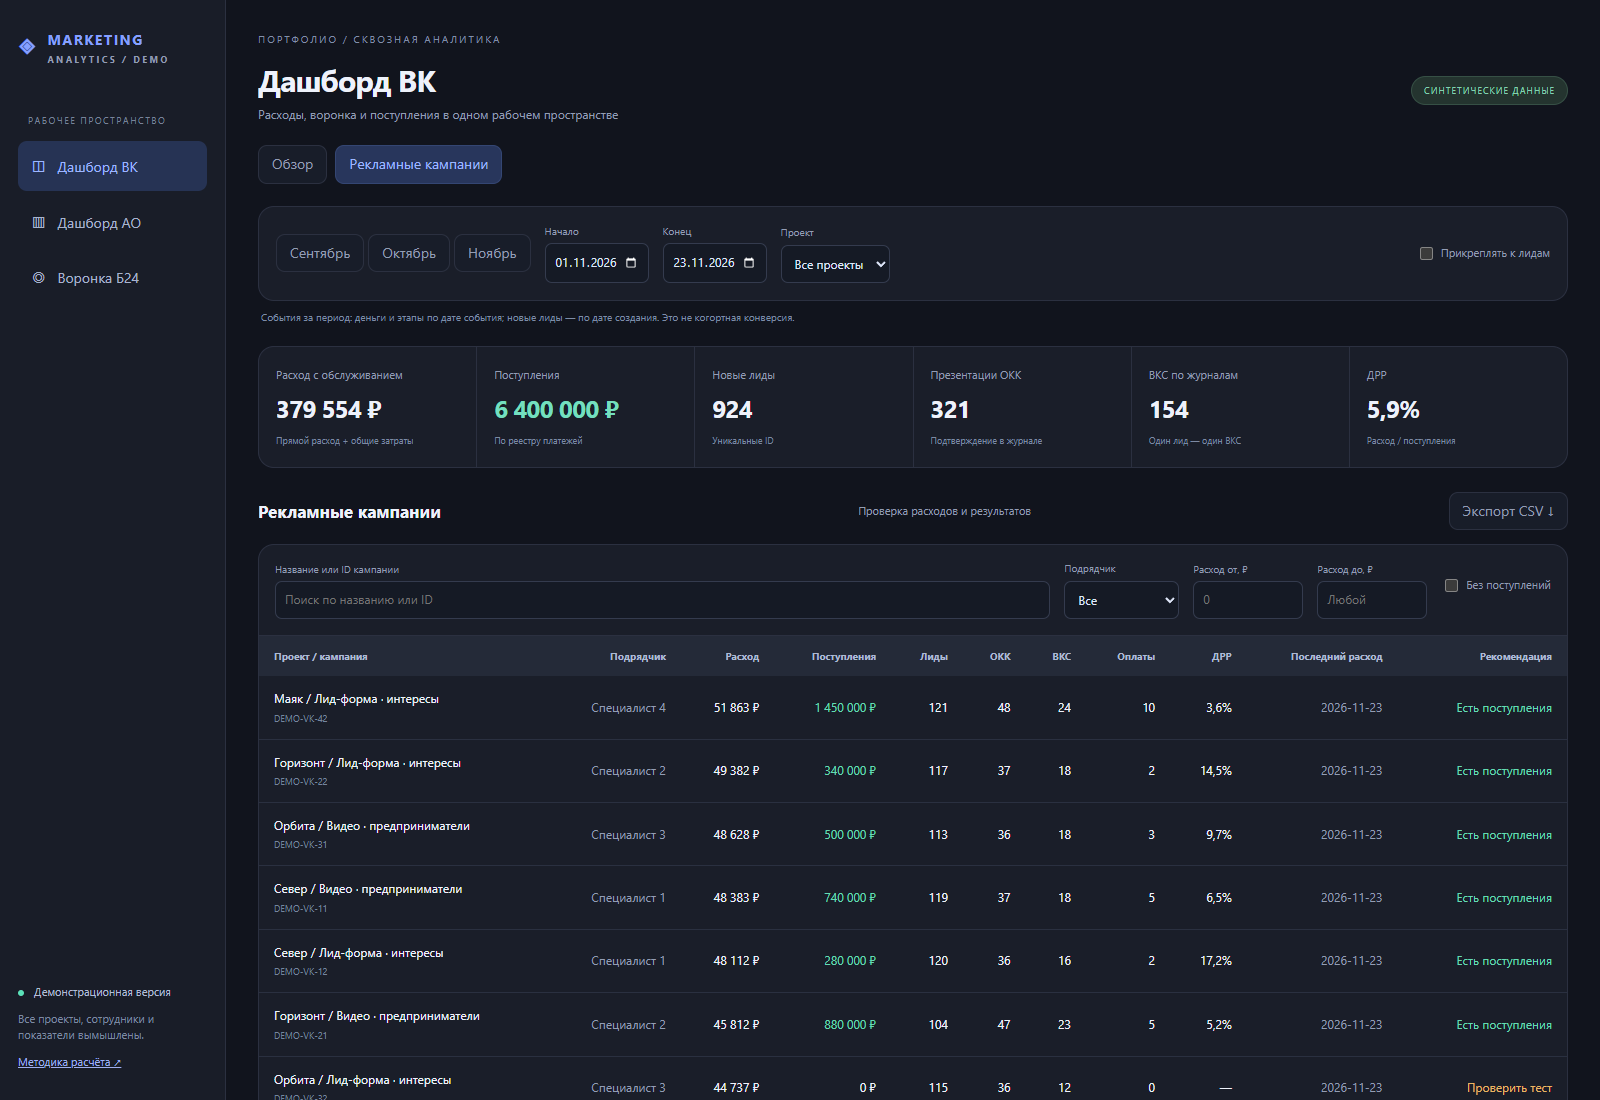 MARKETING
ANALYTICS / DEMO
РАБОЧЕЕ ПРОСТРАНСТВО
Дашборд ВК
Дашборд АО
Воронка Б24
Демонстрационная версия
Все проекты, сотрудники и
показатели вымышлены.
Методика расчёта ↗
ПОРТФОЛИО / СКВОЗНАЯ АНАЛИТИКА
Дашборд ВК
Расходы, воронка и поступления в одном рабочем пространстве
СИНТЕТИЧЕСКИЕ ДАННЫЕ
Обзор Рекламные кампании
Начало Конец Проект
Сентябрь Октябрь Ноябрь 01.11.2026 23.11.2026 Все проекты Прикреплять к лидам
События за период: деньги и этапы по дате события; новые лиды — по дате создания. Это не когортная конверсия.
Расход с обслуживанием Поступления Новые лиды Презентации ОКК ВКС по журналам ДРР
379 554 ₽ 6 400 000 ₽ 924 321 154 5,9%
Прямой расход + общие затраты По реестру платежей Уникальные ID Подтверждение в журнале Один лид — один ВКС Расход / поступления
Рекламные кампании Проверка расходов и результатов Экспорт CSV ↓
Название или ID кампании Подрядчик Расход от, ₽ Расход до, ₽
Поиск по названию или ID Все 0 Любой Без поступлений
Проект / кампания Подрядчик Расход Поступления Лиды ОКК ВКС Оплаты ДРР Последний расход Рекомендация
Маяк / Лид-форма · интересы Специалист 4 51 863 ₽ 1 450 000 ₽ 121 48 24 10 3,6% 2026-11-23 Есть поступления
DEMO-VK-42
Горизонт / Лид-форма · интересы Специалист 2 49 382 ₽ 340 000 ₽ 117 37 18 2 14,5% 2026-11-23 Есть поступления
DEMO-VK-22
Орбита / Видео · предприниматели Специалист 3 48 628 ₽ 500 000 ₽ 113 36 18 3 9,7% 2026-11-23 Есть поступления
DEMO-VK-31
Север / Видео · предприниматели Специалист 1 48 383 ₽ 740 000 ₽ 119 37 18 5 6,5% 2026-11-23 Есть поступления
DEMO-VK-11
Север / Лид-форма · интересы Специалист 1 48 112 ₽ 280 000 ₽ 120 36 16 2 17,2% 2026-11-23 Есть поступления
DEMO-VK-12
Горизонт / Видео · предприниматели Специалист 2 45 812 ₽ 880 000 ₽ 104 47 23 5 5,2% 2026-11-23 Есть поступления
DEMO-VK-21
Орбита / Лид-форма · интересы Специалист 3 44 737 ₽ 0 ₽ 115 36 12 0 — 2026-11-23 Проверить тест
DEMO-VK-32